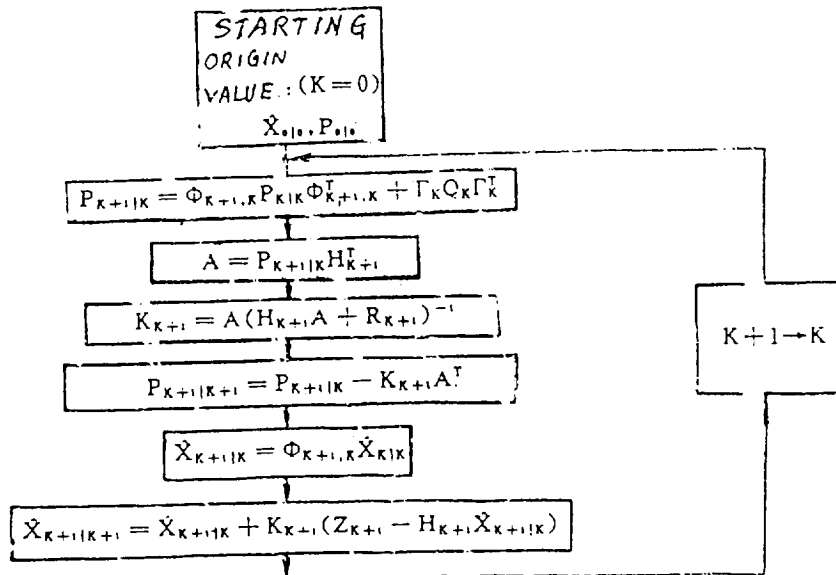 STARTING
ORIGIN
VALUE: (K=0)
X̂₀|₀, P₀|₀
P_{K+1|K} = Φ_{K+1,K}P_{K|K}Φ^T_{K+1,K} + Γ_KQ_KΓ^T_K
A = P_{K+1|K}H^T_{K+1}
K_{K+1} = A(H_{K+1}A + R_{K+1})^{-1}
P_{K+1|K+1} = P_{K+1|K} − K_{K+1}A^T
X̂_{K+1|K} = Φ_{K+1,K}X̂_{K|K}
X̂_{K+1|K+1} = X̂_{K+1|K} + K_{K+1}(Z_{K+1} − H_{K+1}X̂_{K+1|K})
K+1→K